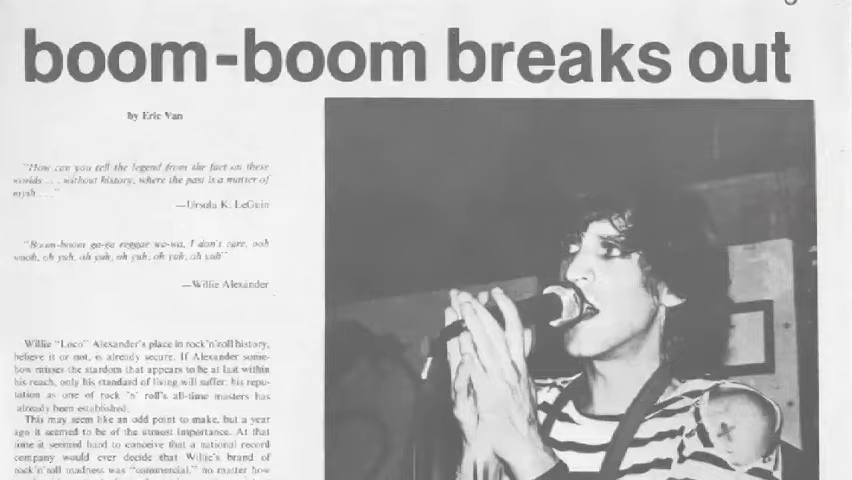 boom-boom breaks out
by Eric Van
"How can you tell the legend from the fact on these
worlds . . . without history, where the past is a matter of
myth . . ."
—Ursula K. LeGuin
"Boom-boom ga-ga reggae wa-wa, I don't care, ooh
oooh, oh yuh, oh yuh, oh yuh, oh yuh, oh yuh"
—Willie Alexander
Willie "Loco" Alexander's place in rock'n'roll history,
believe it or not, is already secure. If Alexander some-
how misses the stardom that appears to be at last within
his reach, only his standard of living will suffer; his repu-
tation as one of rock 'n' roll's all-time masters has
already been established.
This may seem like an odd point to make, but a year
ago it seemed to be of the utmost importance. At that
time it seemed hard to conceive that a national record
company would ever decide that Willie's brand of
rock'n'roll madness was "commercial," no matter how